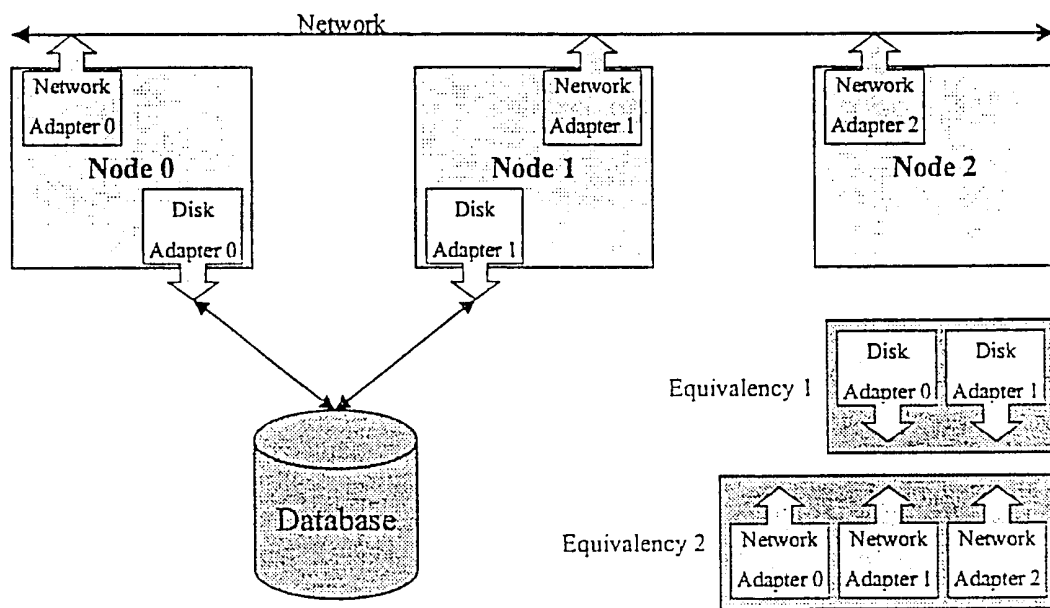 Network
Network
Adapter 0
Node 0
Disk
Adapter 0
Network
Adapter 1
Node 1
Disk
Adapter 1
Network
Adapter 2
Node 2
Database
Equivalency 1
Disk
Adapter 0
Disk
Adapter 1
Equivalency 2
Network
Adapter 0
Network
Adapter 1
Network
Adapter 2